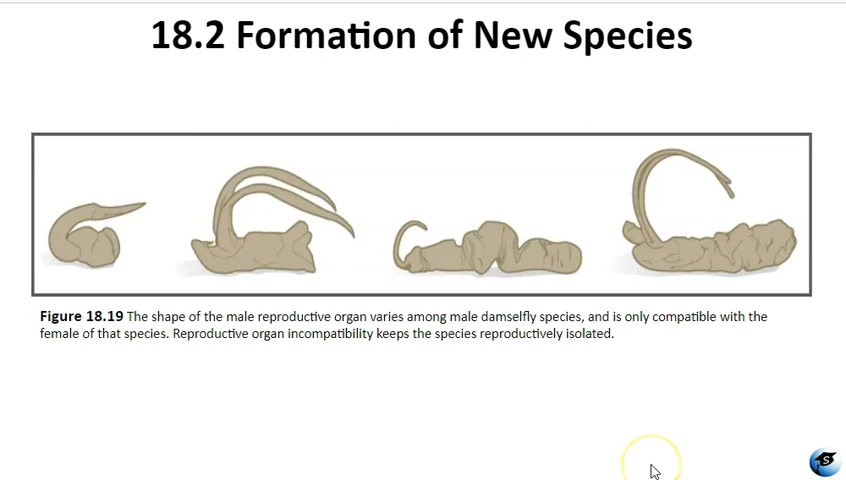 18.2 Formation of New Species
Figure 18.19 The shape of the male reproductive organ varies among male damselfly species, and is only compatible with the
female of that species. Reproductive organ incompatibility keeps the species reproductively isolated.
S